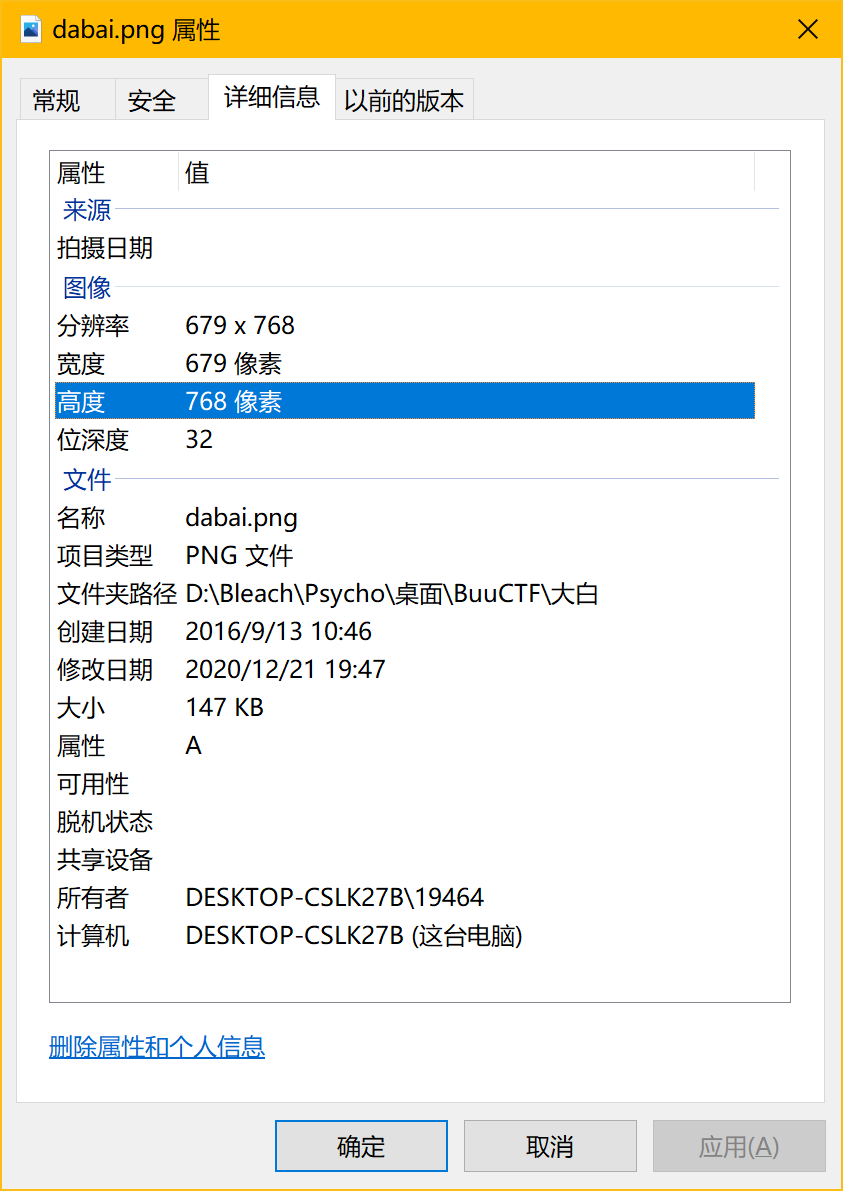 dabai.png 属性
常规 安全 详细信息 以前的版本
属性 值
来源
拍摄日期
图像
分辨率 679 x 768
宽度 679 像素
高度 768 像素
位深度 32
文件
名称 dabai.png
项目类型 PNG 文件
文件夹路径 D:\Bleach\Psycho\桌面\BuuCTF\大白
创建日期 2016/9/13 10:46
修改日期 2020/12/21 19:47
大小 147 KB
属性 A
可用性
脱机状态
共享设备
所有者 DESKTOP-CSLK27B\19464
计算机 DESKTOP-CSLK27B (这台电脑)
删除属性和个人信息
确定 取消 应用(A)